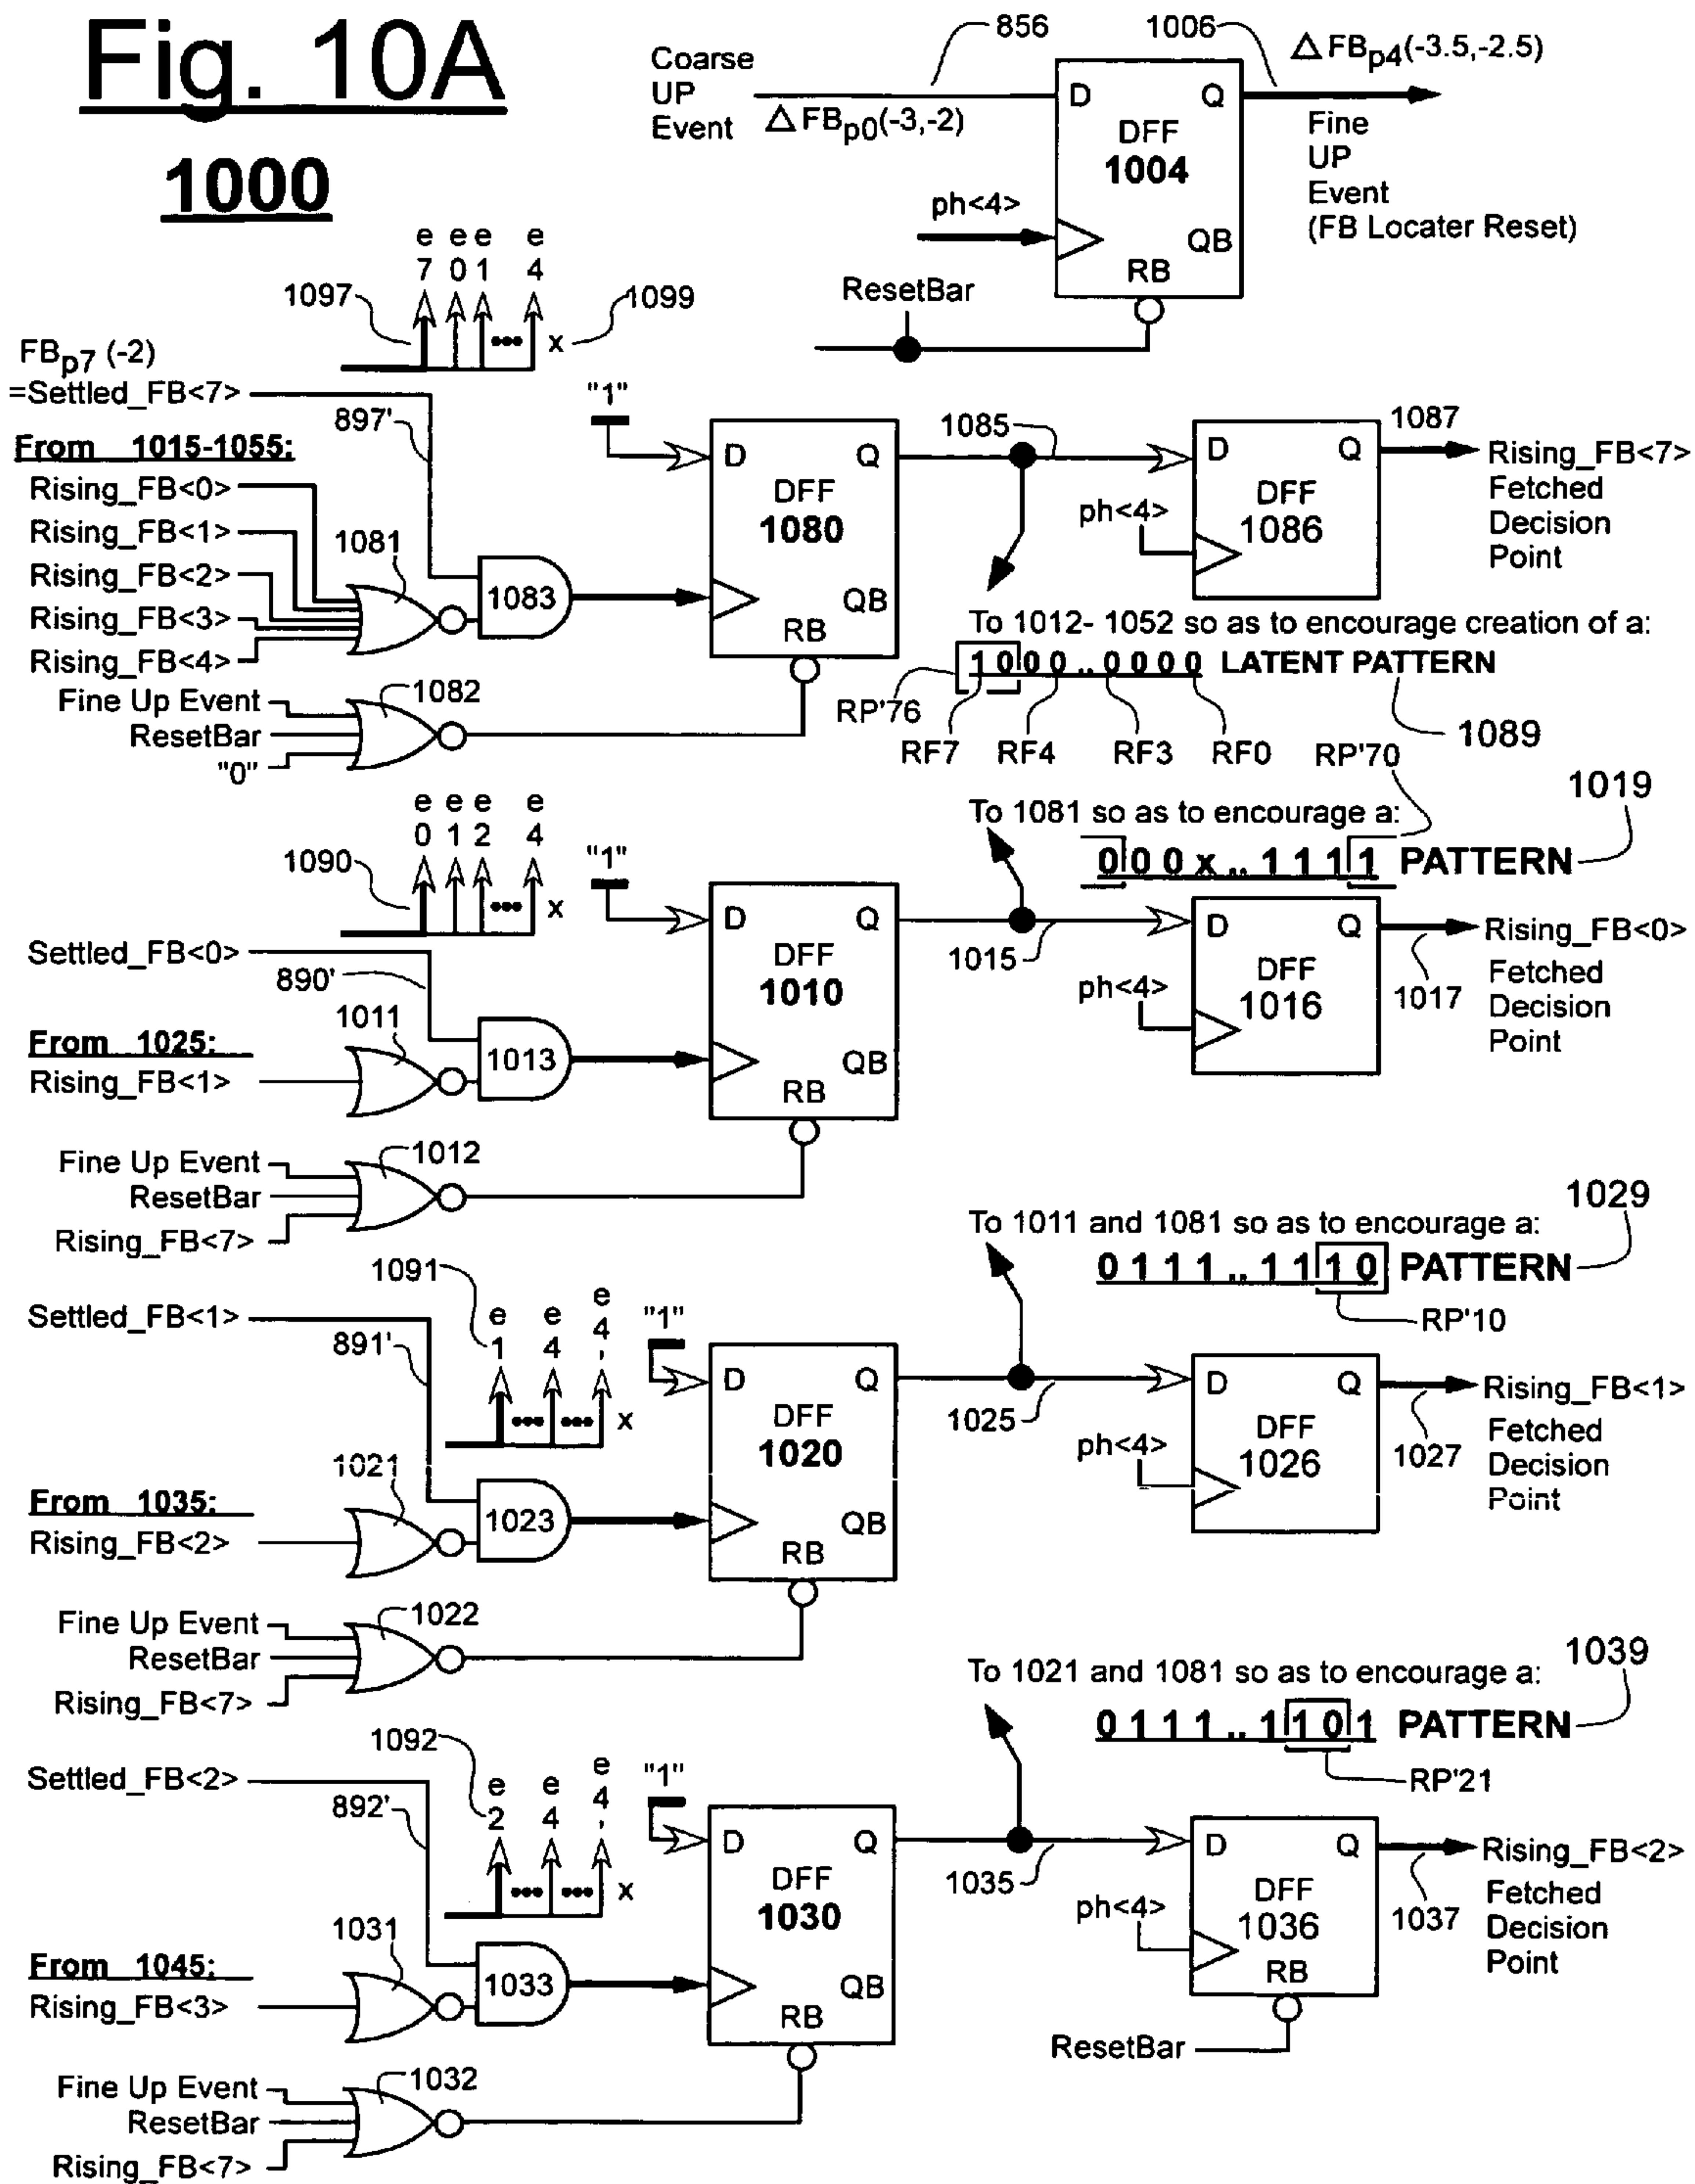 Fig. 10A
1000
Coarse
UP
Event
856
△ FBp0(-3,-2)
D
Q
DFF
1004
ph<4>
QB
RB
ResetBar
1006
△ FBp4(-3.5,-2.5)
Fine
UP
Event
(FB Locater Reset)
e e e e
7 0 1 4
1097
1099
••• x
FBp7 (-2)
=Settled_FB<7>
897'
From 1015-1055:
Rising_FB<0>
Rising_FB<1>
Rising_FB<2>
Rising_FB<3>
Rising_FB<4>
1081
1083
Fine Up Event
ResetBar
"0"
1082
"1"
D
Q
DFF
1080
QB
RB
1085
D
Q
DFF
1086
ph<4>
1087
Rising_FB<7>
Fetched
Decision
Point
To 1012- 1052 so as to encourage creation of a:
1 0 0 0 .. 0 0 0 0 LATENT PATTERN
RP'76
RF7
RF4
RF3
RF0
1089
RP'70
e e e e
0 1 2 4
1090
••• x
Settled_FB<0>
890'
1011
From 1025:
Rising_FB<1>
1013
Fine Up Event
ResetBar
Rising_FB<7>
1012
"1"
D
Q
DFF
1010
QB
RB
To 1081 so as to encourage a:
1019
0 0 0 x .. 1 1 1 1 PATTERN
1015
D
Q
DFF
1016
ph<4>
1017
Rising_FB<0>
Fetched
Decision
Point
1091
e e e
1 4 4'
••• ••• x
Settled_FB<1>
891'
1021
From 1035:
Rising_FB<2>
1023
Fine Up Event
ResetBar
Rising_FB<7>
1022
"1"
D
Q
DFF
1020
QB
RB
To 1011 and 1081 so as to encourage a:
1029
0 1 1 1 .. 1 1 1 0 PATTERN
RP'10
1025
D
Q
DFF
1026
ph<4>
1027
Rising_FB<1>
Fetched
Decision
Point
1092
e e e
2 4 4'
••• ••• x
Settled_FB<2>
892'
1031
From 1045:
Rising_FB<3>
1033
Fine Up Event
ResetBar
Rising_FB<7>
1032
"1"
D
Q
DFF
1030
QB
RB
To 1021 and 1081 so as to encourage a:
1039
0 1 1 1 .. 1 1 0 1 PATTERN
RP'21
1035
D
Q
DFF
1036
RB
ph<4>
ResetBar
1037
Rising_FB<2>
Fetched
Decision
Point